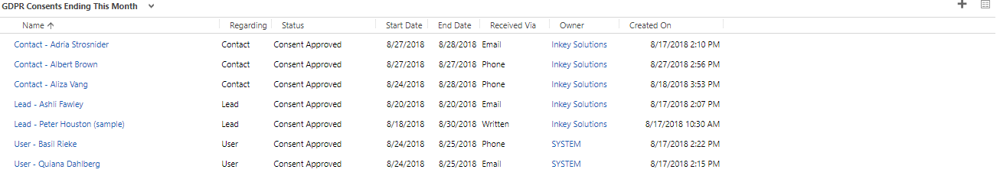 GDPR Consents Ending This Month
Name Regarding Status Start Date End Date Received Via Owner Created On
Contact - Adria Strosnider Contact Consent Approved 8/27/2018 8/28/2018 Email Inkey Solutions 8/17/2018 2:10 PM
Contact - Albert Brown Contact Consent Approved 8/27/2018 8/27/2018 Phone Inkey Solutions 8/27/2018 2:56 PM
Contact - Aliza Vang Contact Consent Approved 8/24/2018 8/28/2018 Phone Inkey Solutions 8/18/2018 3:53 PM
Lead - Ashli Fawley Lead Consent Approved 8/20/2018 8/20/2018 Email Inkey Solutions 8/17/2018 2:07 PM
Lead - Peter Houston (sample) Lead Consent Approved 8/18/2018 8/30/2018 Written Inkey Solutions 8/17/2018 10:30 AM
User - Basil Rieke User Consent Approved 8/24/2018 8/25/2018 Phone SYSTEM 8/17/2018 2:22 PM
User - Quiana Dahlberg User Consent Approved 8/24/2018 8/25/2018 Email SYSTEM 8/17/2018 2:15 PM